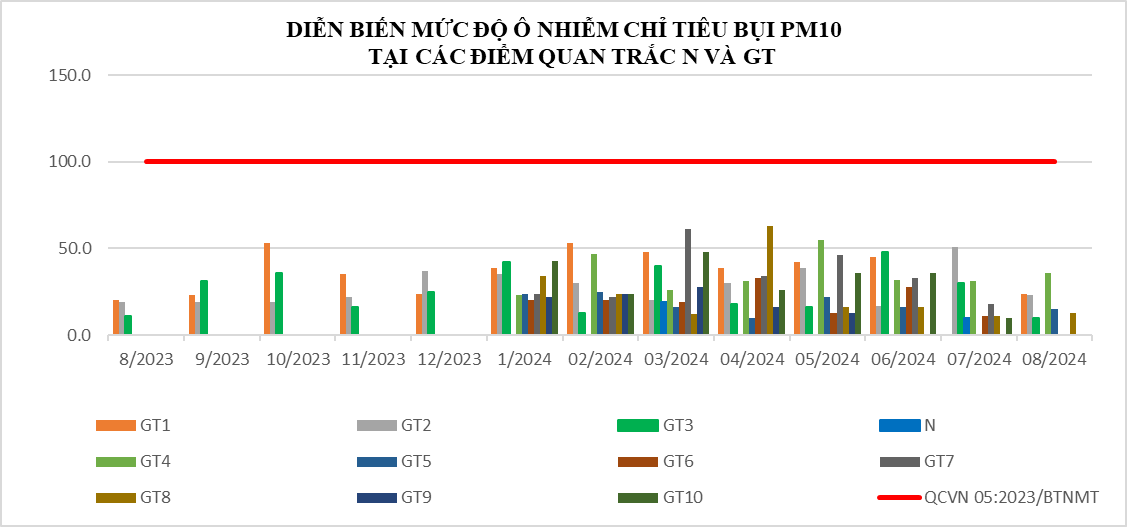 DIỄN BIẾN MỨC ĐỘ Ô NHIỄM CHỈ TIÊU BỤI PM10
TẠI CÁC ĐIỂM QUAN TRẮC N VÀ GT
150.0
100.0
50.0
0.0
8/2023 9/2023 10/2023 11/2023 12/2023 1/2024 02/2024 03/2024 04/2024 05/2024 06/2024 07/2024 08/2024
GT1 GT2 GT3 N
GT4 GT5 GT6 GT7
GT8 GT9 GT10 QCVN 05:2023/BTNMT